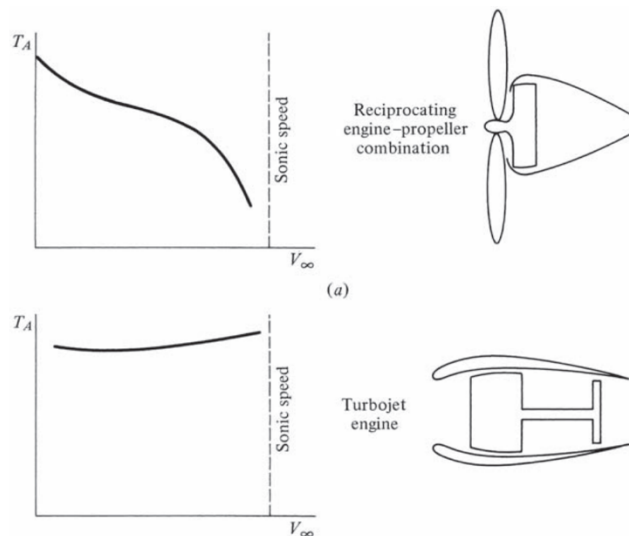 T_A
Sonic speed
V_∞
Reciprocating
engine–propeller
combination
(a)
T_A
Sonic speed
V_∞
Turbojet
engine